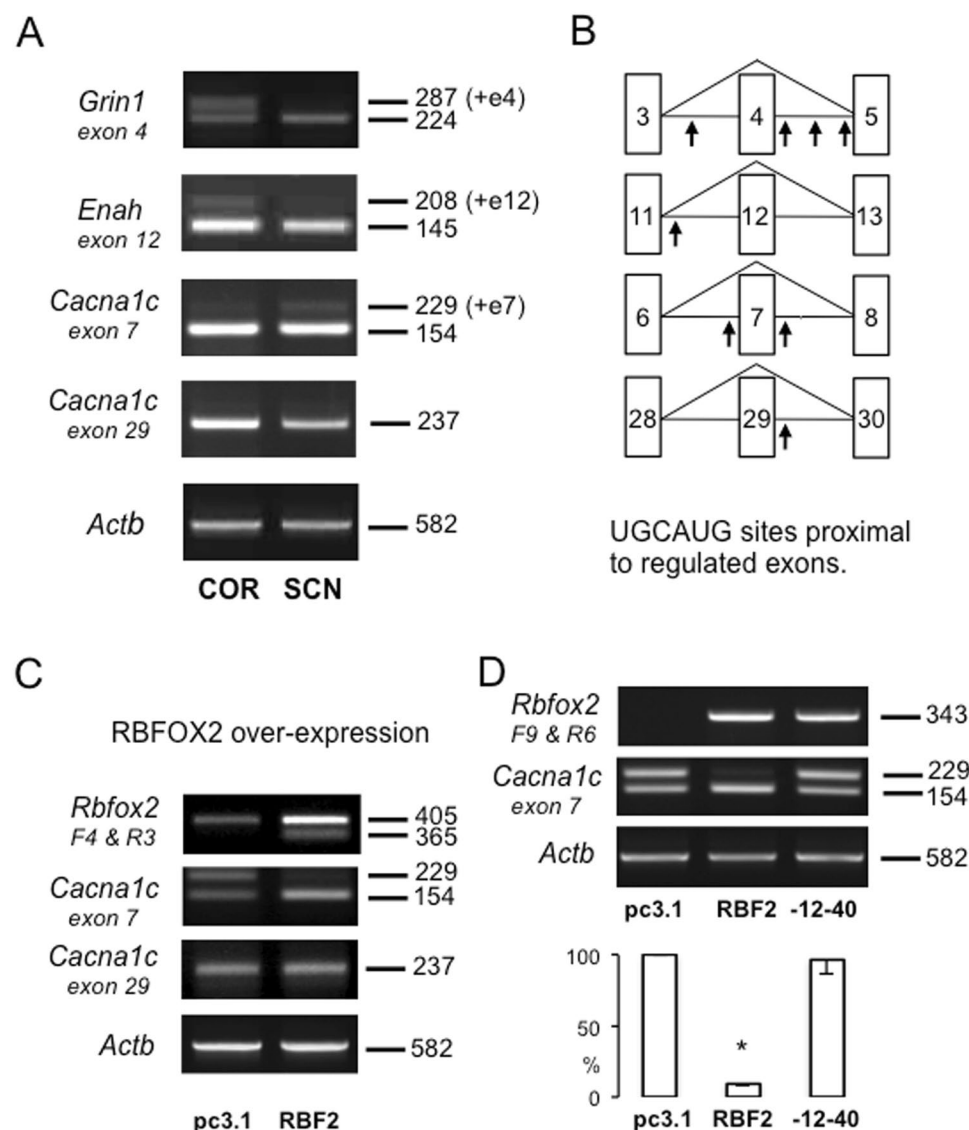 A
Grin1
exon 4
287 (+e4)
224
Enah
exon 12
208 (+e12)
145
Cacna1c
exon 7
229 (+e7)
154
Cacna1c
exon 29
237
Actb
582
COR SCN
B
3 4 5
11 12 13
6 7 8
28 29 30
UGCAUG sites proximal
to regulated exons.
C
RBFOX2 over-expression
Rbfox2
F4 & R3
405
365
Cacna1c
exon 7
229
154
Cacna1c
exon 29
237
Actb
582
pc3.1 RBF2
D
Rbfox2
F9 & R6
343
Cacna1c
exon 7
229
154
Actb
582
pc3.1 RBF2 -12-40
100
50
%
0
*
pc3.1 RBF2 -12-40